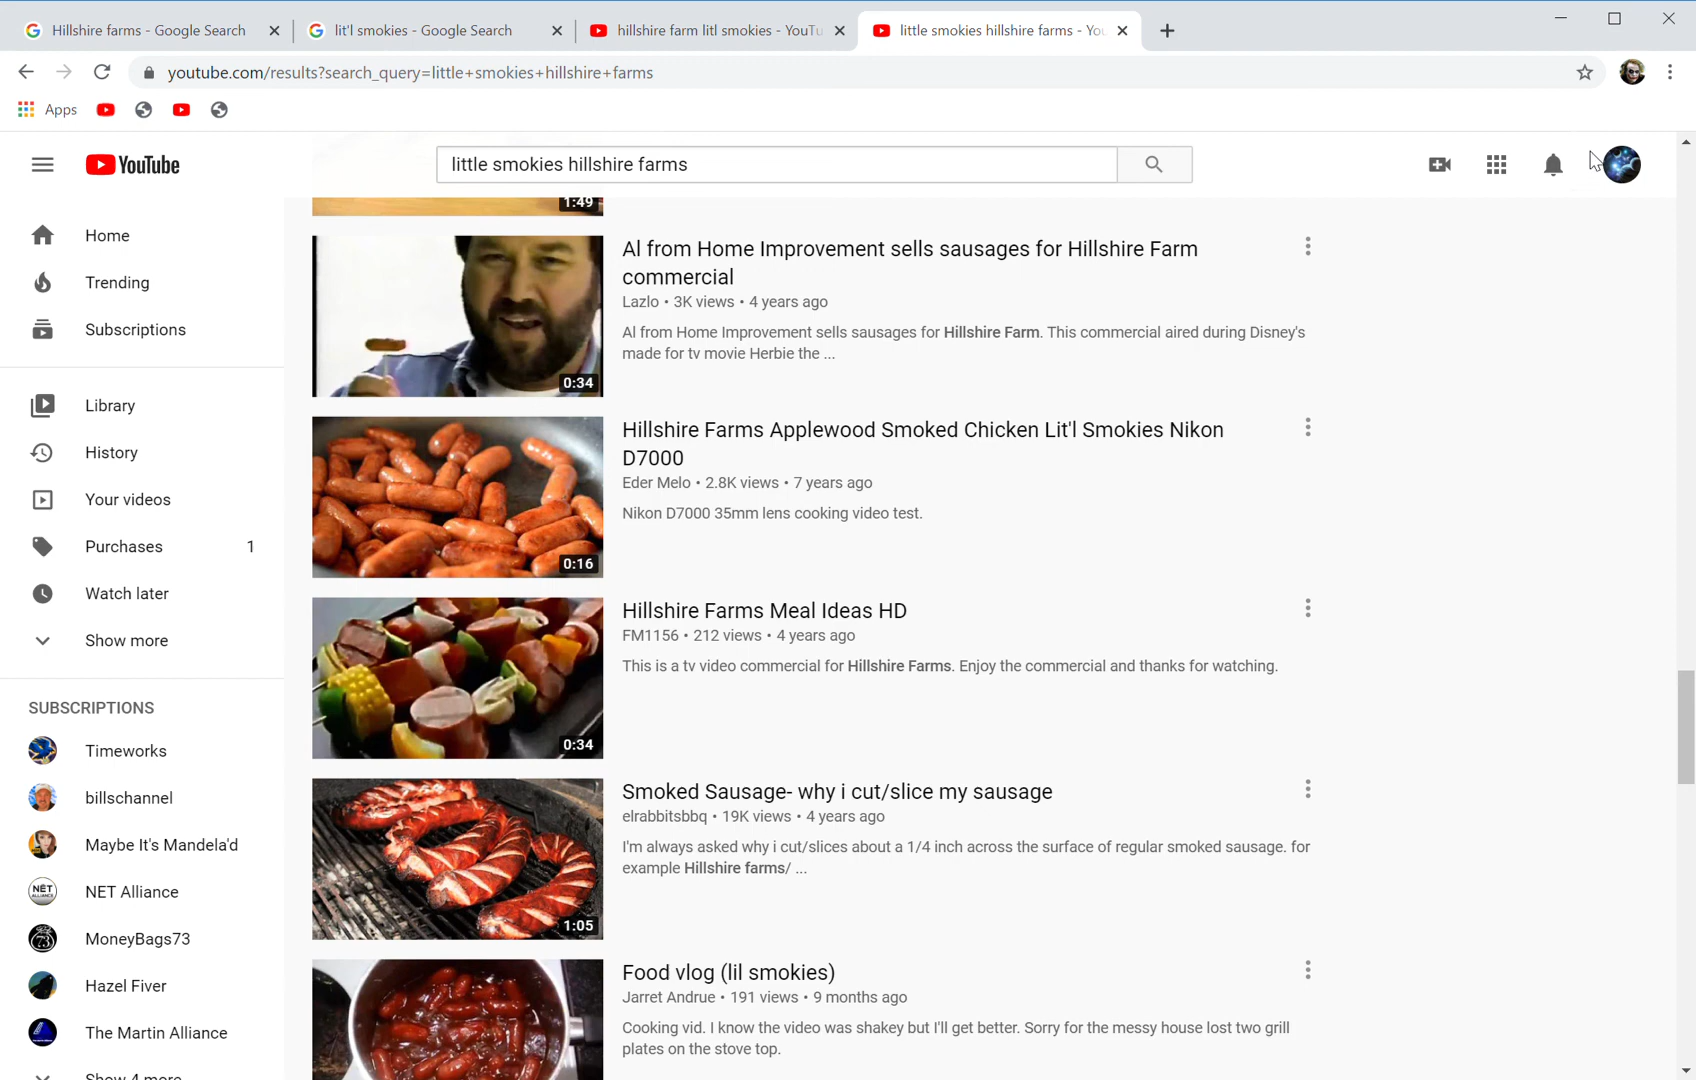 Hillshire farms - Google Search
lit'l smokies - Google Search
hillshire farm litl smokies - YouTu
little smokies hillshire farms - You
youtube.com/results?search_query=little+smokies+hillshire+farms
Apps
YouTube
little smokies hillshire farms
Home
Trending
Subscriptions
Library
History
Your videos
Purchases 1
Watch later
Show more
SUBSCRIPTIONS
Timeworks
billschannel
Maybe It's Mandela'd
NET ALLIANCE
NET Alliance
73
MoneyBags73
Hazel Fiver
The Martin Alliance
Show 4 more
1:49
Al from Home Improvement sells sausages for Hillshire Farm
commercial
Lazlo • 3K views • 4 years ago
Al from Home Improvement sells sausages for Hillshire Farm. This commercial aired during Disney's
made for tv movie Herbie the ...
0:34
Hillshire Farms Applewood Smoked Chicken Lit'l Smokies Nikon
D7000
Eder Melo • 2.8K views • 7 years ago
Nikon D7000 35mm lens cooking video test.
0:16
Hillshire Farms Meal Ideas HD
FM1156 • 212 views • 4 years ago
This is a tv video commercial for Hillshire Farms. Enjoy the commercial and thanks for watching.
0:34
Smoked Sausage- why i cut/slice my sausage
elrabbitsbbq • 19K views • 4 years ago
I'm always asked why i cut/slices about a 1/4 inch across the surface of regular smoked sausage. for
example Hillshire farms/ ...
1:05
Food vlog (lil smokies)
Jarret Andrue • 191 views • 9 months ago
Cooking vid. I know the video was shakey but I'll get better. Sorry for the messy house lost two grill
plates on the stove top.